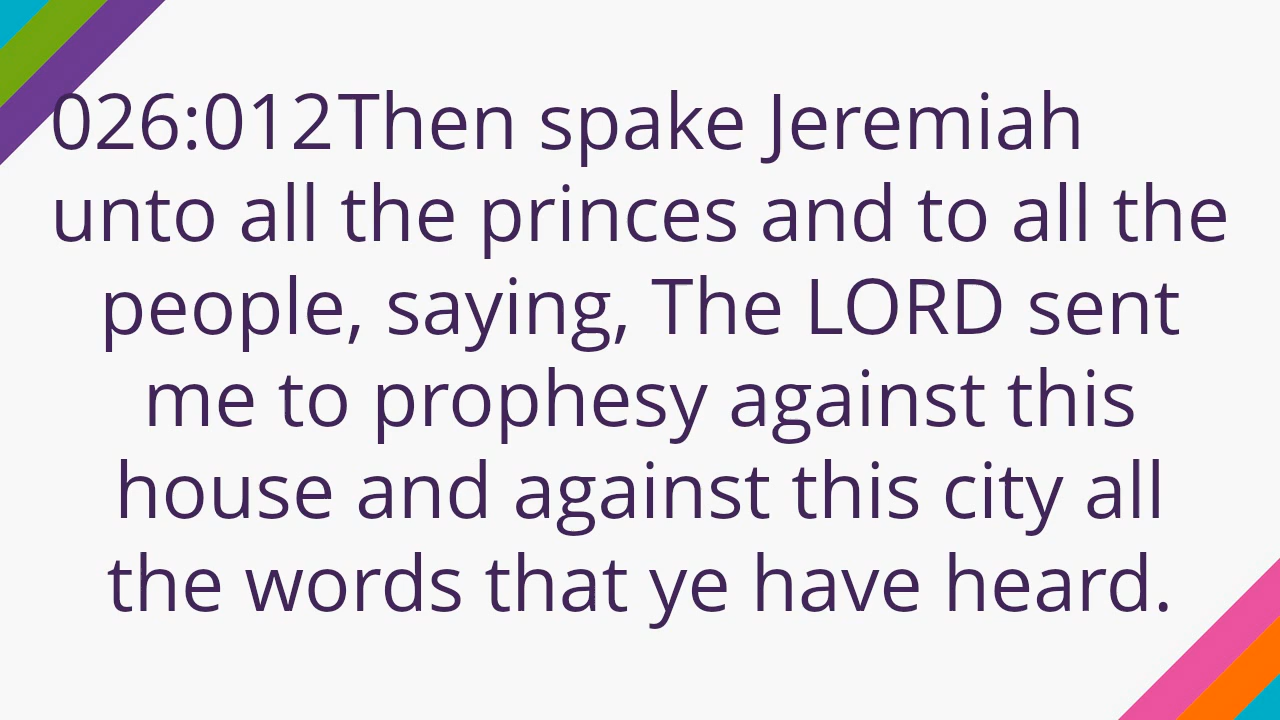 026:012Then spake Jeremiah
unto all the princes and to all the
people, saying, The LORD sent
me to prophesy against this
house and against this city all
the words that ye have heard.